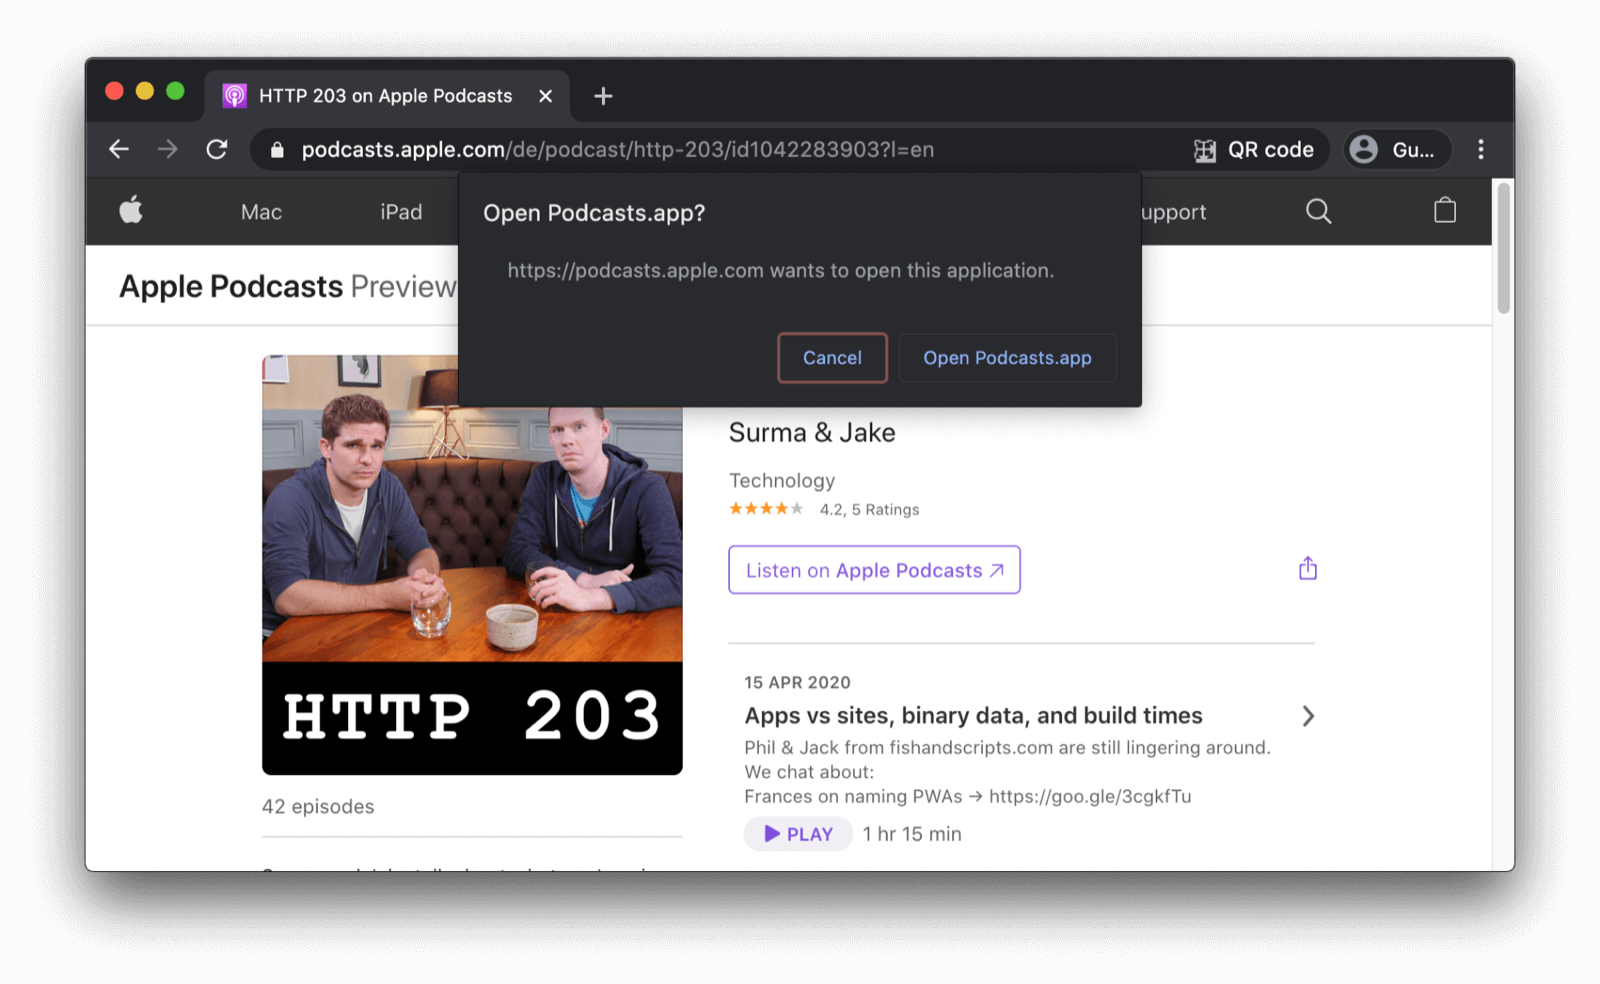 HTTP 203 on Apple Podcasts
podcasts.apple.com/de/podcast/http-203/id1042283903?l=en
QR code
Gu...
Mac
iPad
upport
Open Podcasts.app?
https://podcasts.apple.com wants to open this application.
Cancel
Open Podcasts.app
Apple Podcasts Preview
HTTP 203
42 episodes
Surma & Jake
Technology
4.2, 5 Ratings
Listen on Apple Podcasts ↗
15 APR 2020
Apps vs sites, binary data, and build times
Phil & Jack from fishandscripts.com are still lingering around.
We chat about:
Frances on naming PWAs → https://goo.gle/3cgkfTu
PLAY
1 hr 15 min